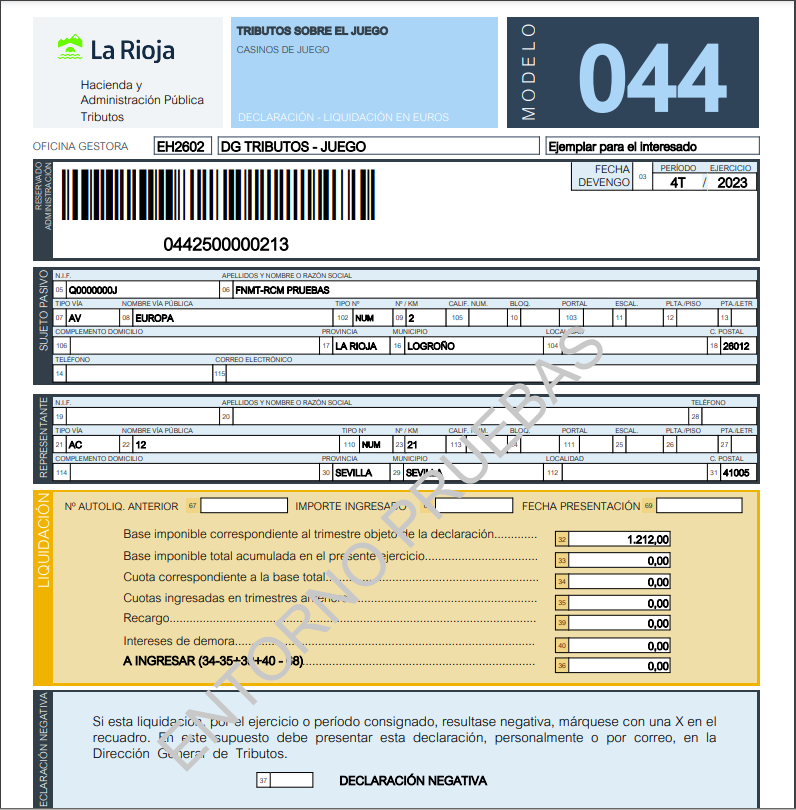 La Rioja
Hacienda y
Administración Pública
Tributos
TRIBUTOS SOBRE EL JUEGO
CASINOS DE JUEGO
DECLARACIÓN - LIQUIDACIÓN EN EUROS
MODELO
044
OFICINA GESTORA EH2602 DG TRIBUTOS - JUEGO Ejemplar para el interesado
RESERVADO
ADMINISTRACIÓN
0442500000213
FECHA
DEVENGO
03 PERÍODO EJERCICIO
4T / 2023
SUJETO PASIVO
N.I.F. APELLIDOS Y NOMBRE O RAZÓN SOCIAL
05 Q0000000J 06 FNMT-RCM PRUEBAS
TIPO VÍA NOMBRE VÍA PÚBLICA TIPO Nº Nº / KM CALIF. NUM. BLOQ. PORTAL ESCAL. PLTA./PISO PTA./LETR
07 AV 08 EUROPA 102 NUM 09 2 105 10 103 11 12 13
COMPLEMENTO DOMICILIO PROVINCIA MUNICIPIO LOCALIDAD C. POSTAL
106 17 LA RIOJA 16 LOGROÑO 104 18 26012
TELÉFONO CORREO ELECTRÓNICO
14 115
REPRESENTANTE
N.I.F. APELLIDOS Y NOMBRE O RAZÓN SOCIAL TELÉFONO
19 20 28
TIPO VÍA NOMBRE VÍA PÚBLICA TIPO Nº Nº / KM CALIF. NUM. BLOQ. PORTAL ESCAL. PLTA./PISO PTA./LETR
21 AC 22 12 110 NUM 23 21 113 111 25 26 27
COMPLEMENTO DOMICILIO PROVINCIA MUNICIPIO LOCALIDAD C. POSTAL
114 30 SEVILLA 29 SEVILLA 112 31 41005
LIQUIDACIÓN
Nº AUTOLIQ. ANTERIOR 67 IMPORTE INGRESADO FECHA PRESENTACIÓN 69
Base imponible correspondiente al trimestre objeto de la declaración............. 32 1.212,00
Base imponible total acumulada en el presente ejercicio.............................. 33 0,00
Cuota correspondiente a la base total........................................................ 34 0,00
Cuotas ingresadas en trimestres anteriores................................................ 35 0,00
Recargo.................................................................................................. 39 0,00
Intereses de demora................................................................................ 40 0,00
A INGRESAR (34-35+39+40 - 68).............................................................. 36 0,00
DECLARACIÓN NEGATIVA
Si esta liquidación, por el ejercicio o período consignado, resultase negativa, márquese con una X en el
recuadro. En este supuesto debe presentar esta declaración, personalmente o por correo, en la
Dirección General de Tributos.
37 DECLARACIÓN NEGATIVA
ENTORNO PRUEBAS